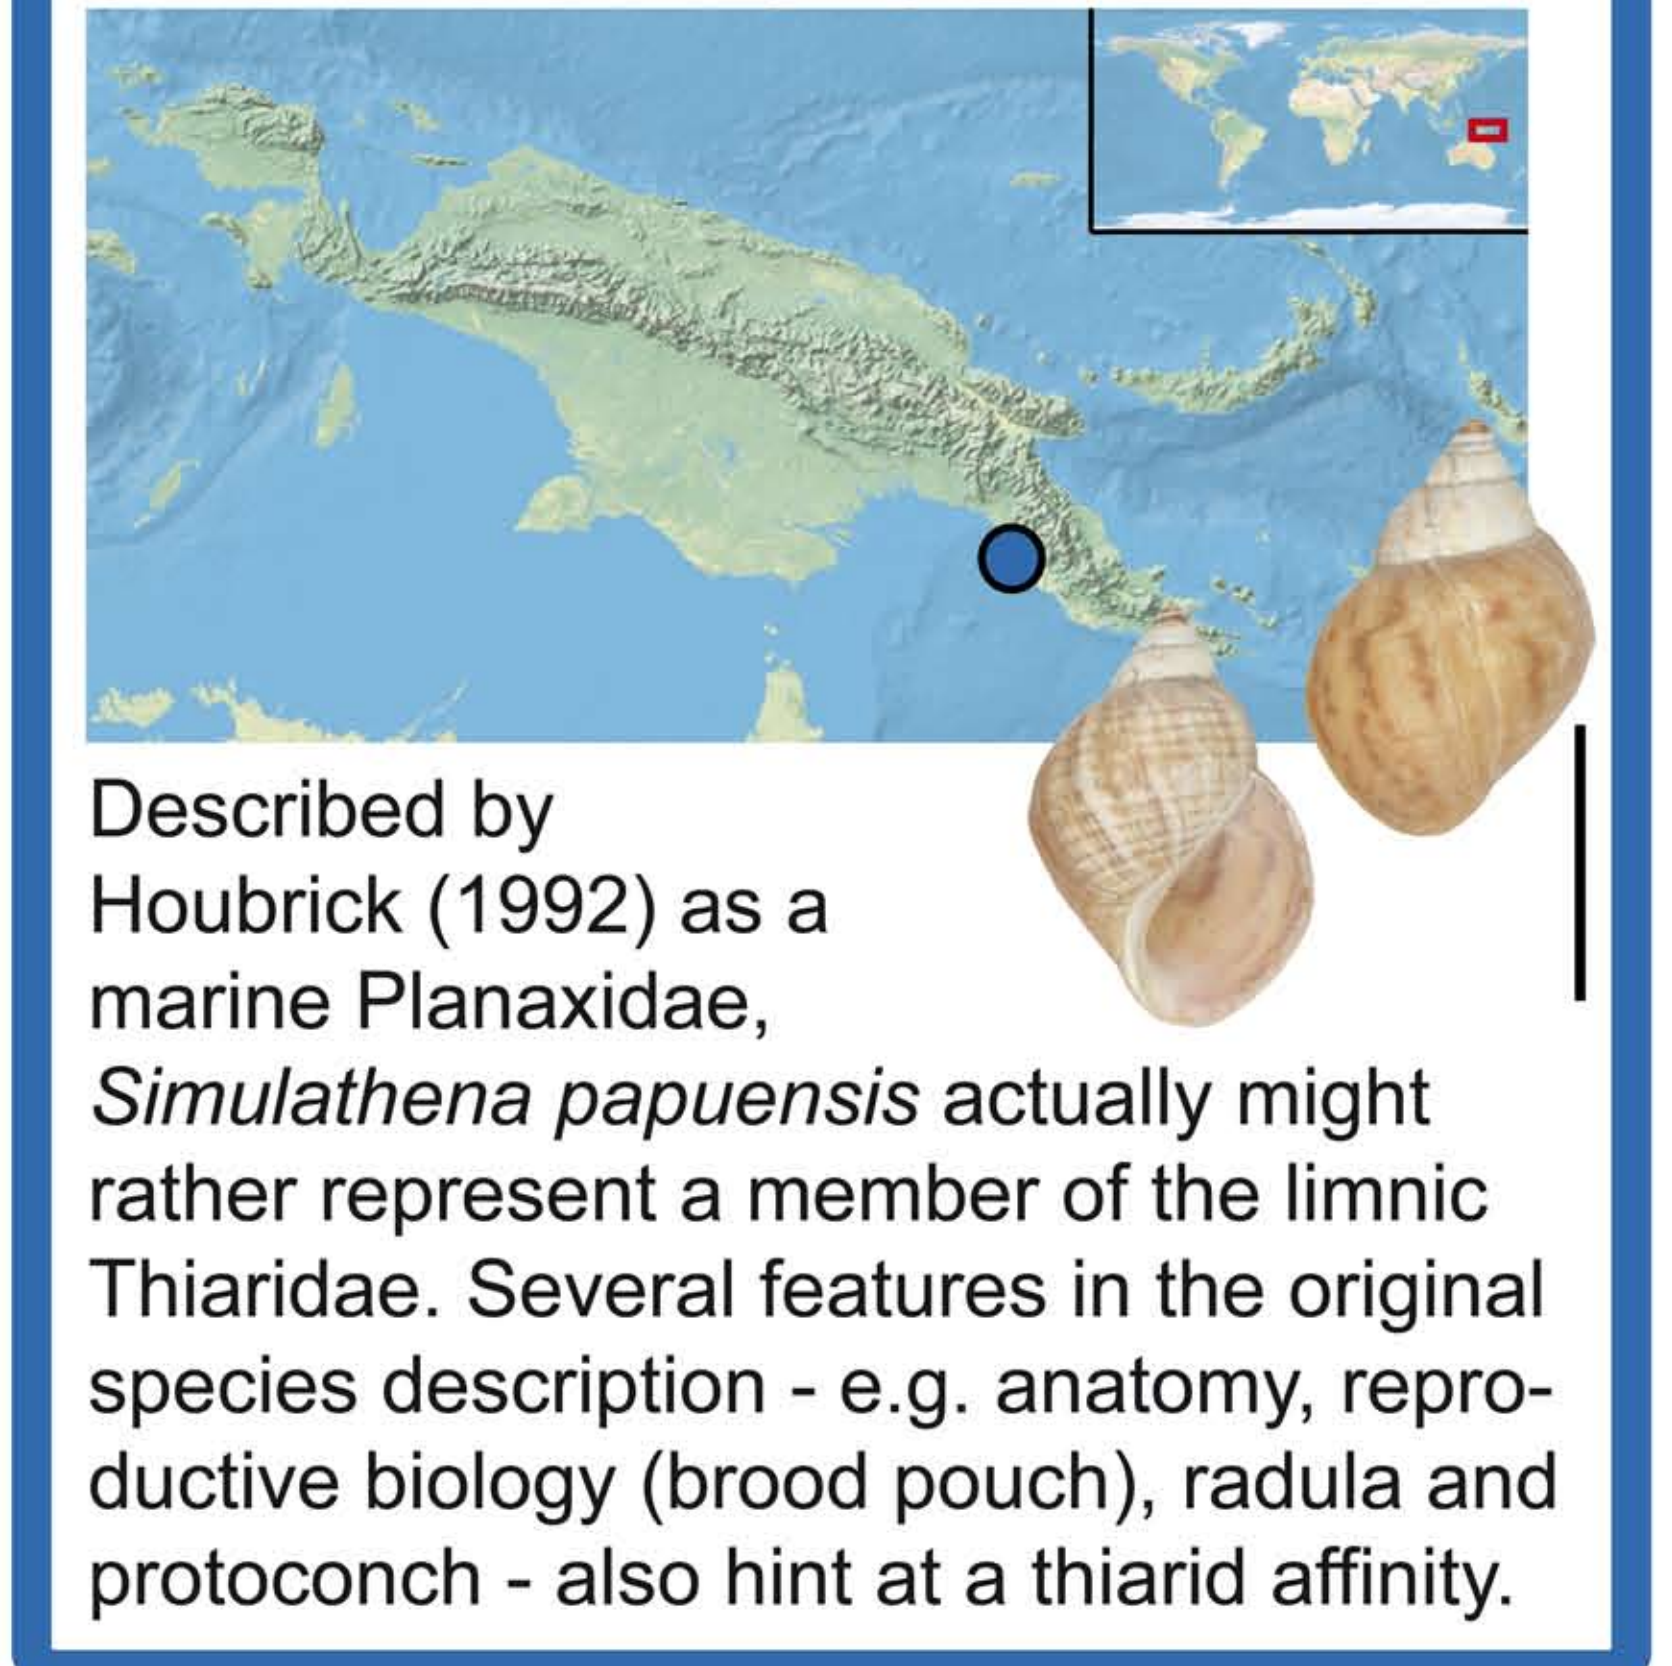 Described by
Houbrick (1992) as a
marine Planaxidae,
Simulathena papuensis actually might
rather represent a member of the limnic
Thiaridae. Several features in the original
species description - e.g. anatomy, repro-
ductive biology (brood pouch), radula and
protoconch - also hint at a thiarid affinity.